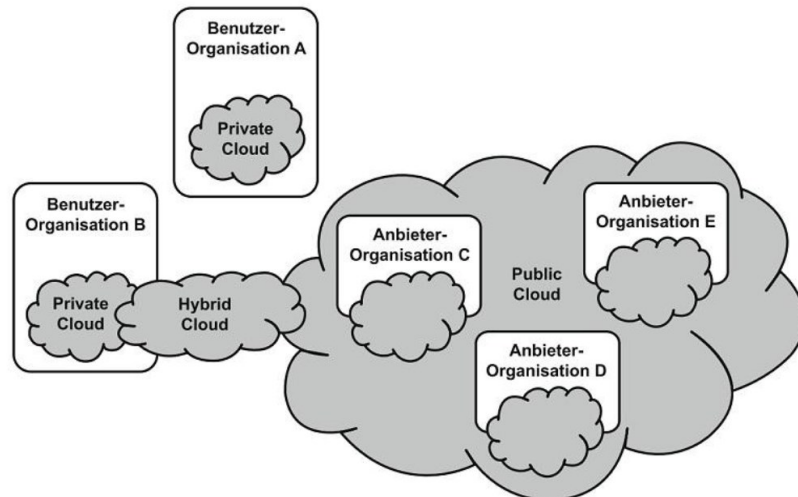 Benutzer-
Organisation A
Private
Cloud
Benutzer-
Organisation B
Private
Cloud
Hybrid
Cloud
Anbieter-
Organisation C
Public
Cloud
Anbieter-
Organisation E
Anbieter-
Organisation D